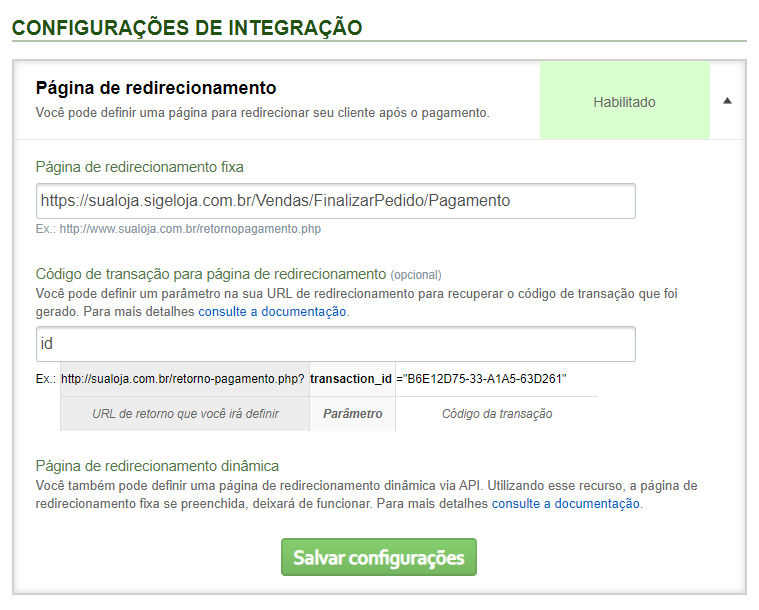 CONFIGURAÇÕES DE INTEGRAÇÃO
Página de redirecionamento
Você pode definir uma página para redirecionar seu cliente após o pagamento.
Habilitado
Página de redirecionamento fixa
https://sualoja.sigeloja.com.br/Vendas/FinalizarPedido/Pagamento
Ex.: http://www.sualoja.com.br/retornopagamento.php
Código de transação para página de redirecionamento (opcional)
Você pode definir um parâmetro na sua URL de redirecionamento para recuperar o código de transação que foi
gerado. Para mais detalhes consulte a documentação.
id
Ex.: http://sualoja.com.br/retorno-pagamento.php? transaction_id ="B6E12D75-33-A1A5-63D261"
URL de retorno que você irá definir Parâmetro Código da transação
Página de redirecionamento dinâmica
Você também pode definir uma página de redirecionamento dinâmica via API. Utilizando esse recurso, a página de
redirecionamento fixa se preenchida, deixará de funcionar. Para mais detalhes consulte a documentação.
Salvar configurações